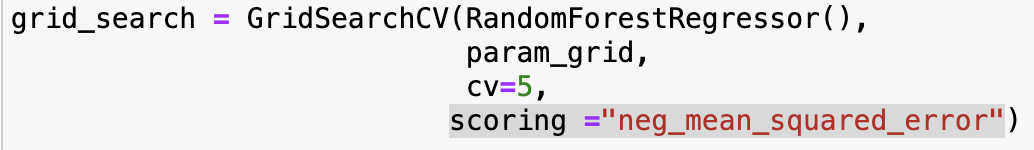 grid_search = GridSearchCV(RandomForestRegressor(),
param_grid,
cv=5,
scoring ="neg_mean_squared_error")